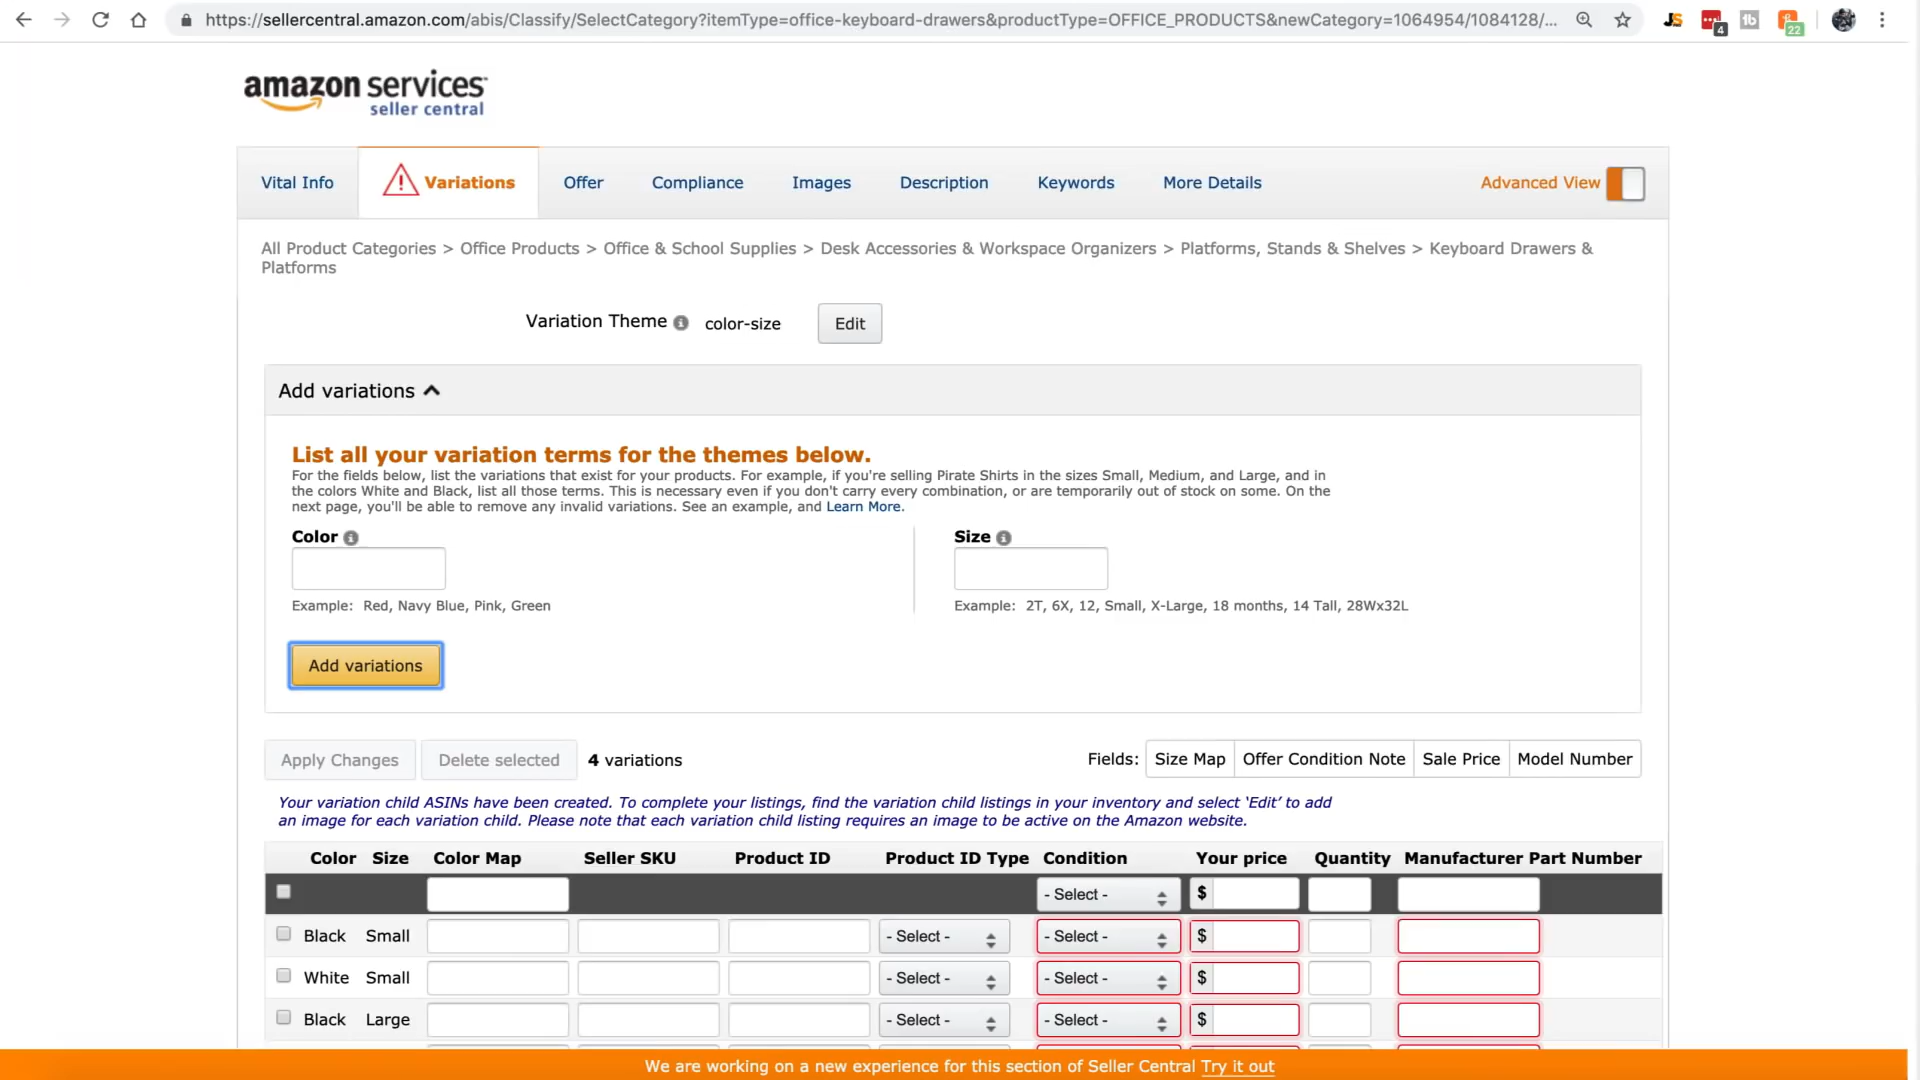 https://sellercentral.amazon.com/abis/Classify/SelectCategory?itemType=office-keyboard-drawers&productType=OFFICE_PRODUCTS&newCategory=1064954/1084128/...
JS
4
tb
22
amazon services
seller central
Vital Info
Variations
Offer
Compliance
Images
Description
Keywords
More Details
Advanced View
All Product Categories > Office Products > Office & School Supplies > Desk Accessories & Workspace Organizers > Platforms, Stands & Shelves > Keyboard Drawers &
Platforms
Variation Theme
color-size
Edit
Add variations
List all your variation terms for the themes below.
For the fields below, list the variations that exist for your products. For example, if you're selling Pirate Shirts in the sizes Small, Medium, and Large, and in
the colors White and Black, list all those terms. This is necessary even if you don't carry every combination, or are temporarily out of stock on some. On the
next page, you'll be able to remove any invalid variations. See an example, and Learn More.
Color
Size
Example: Red, Navy Blue, Pink, Green
Example: 2T, 6X, 12, Small, X-Large, 18 months, 14 Tall, 28Wx32L
Add variations
Apply Changes
Delete selected
4 variations
Fields: Size Map Offer Condition Note Sale Price Model Number
Your variation child ASINs have been created. To complete your listings, find the variation child listings in your inventory and select 'Edit' to add
an image for each variation child. Please note that each variation child listing requires an image to be active on the Amazon website.
Color Size Color Map Seller SKU Product ID Product ID Type Condition Your price Quantity Manufacturer Part Number
- Select - $
Black Small - Select - - Select - $
White Small - Select - - Select - $
Black Large - Select - - Select - $
We are working on a new experience for this section of Seller Central Try it out